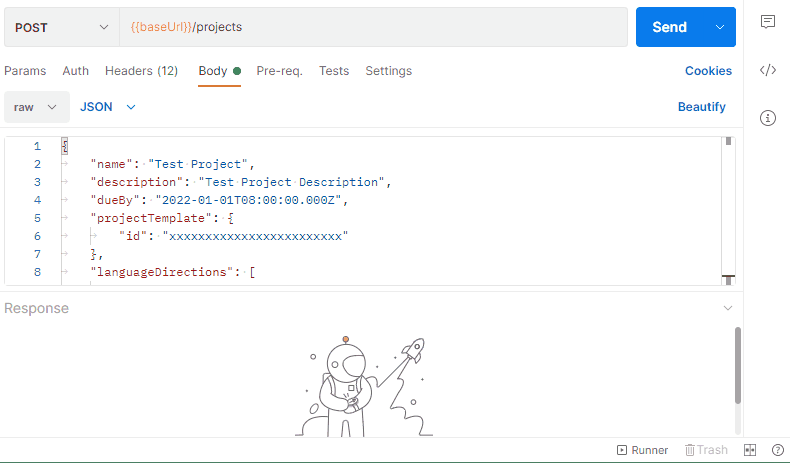 POST {{baseUrl}}/projects Send
Params Auth Headers (12) Body Pre-req. Tests Settings Cookies
raw JSON Beautify
1 {
2 "name": "Test Project",
3 "description": "Test Project Description",
4 "dueBy": "2022-01-01T08:00:00.000Z",
5 "projectTemplate": {
6 "id": "xxxxxxxxxxxxxxxxxxxxxxxx"
7 },
8 "languageDirections": [
Response
Runner Trash